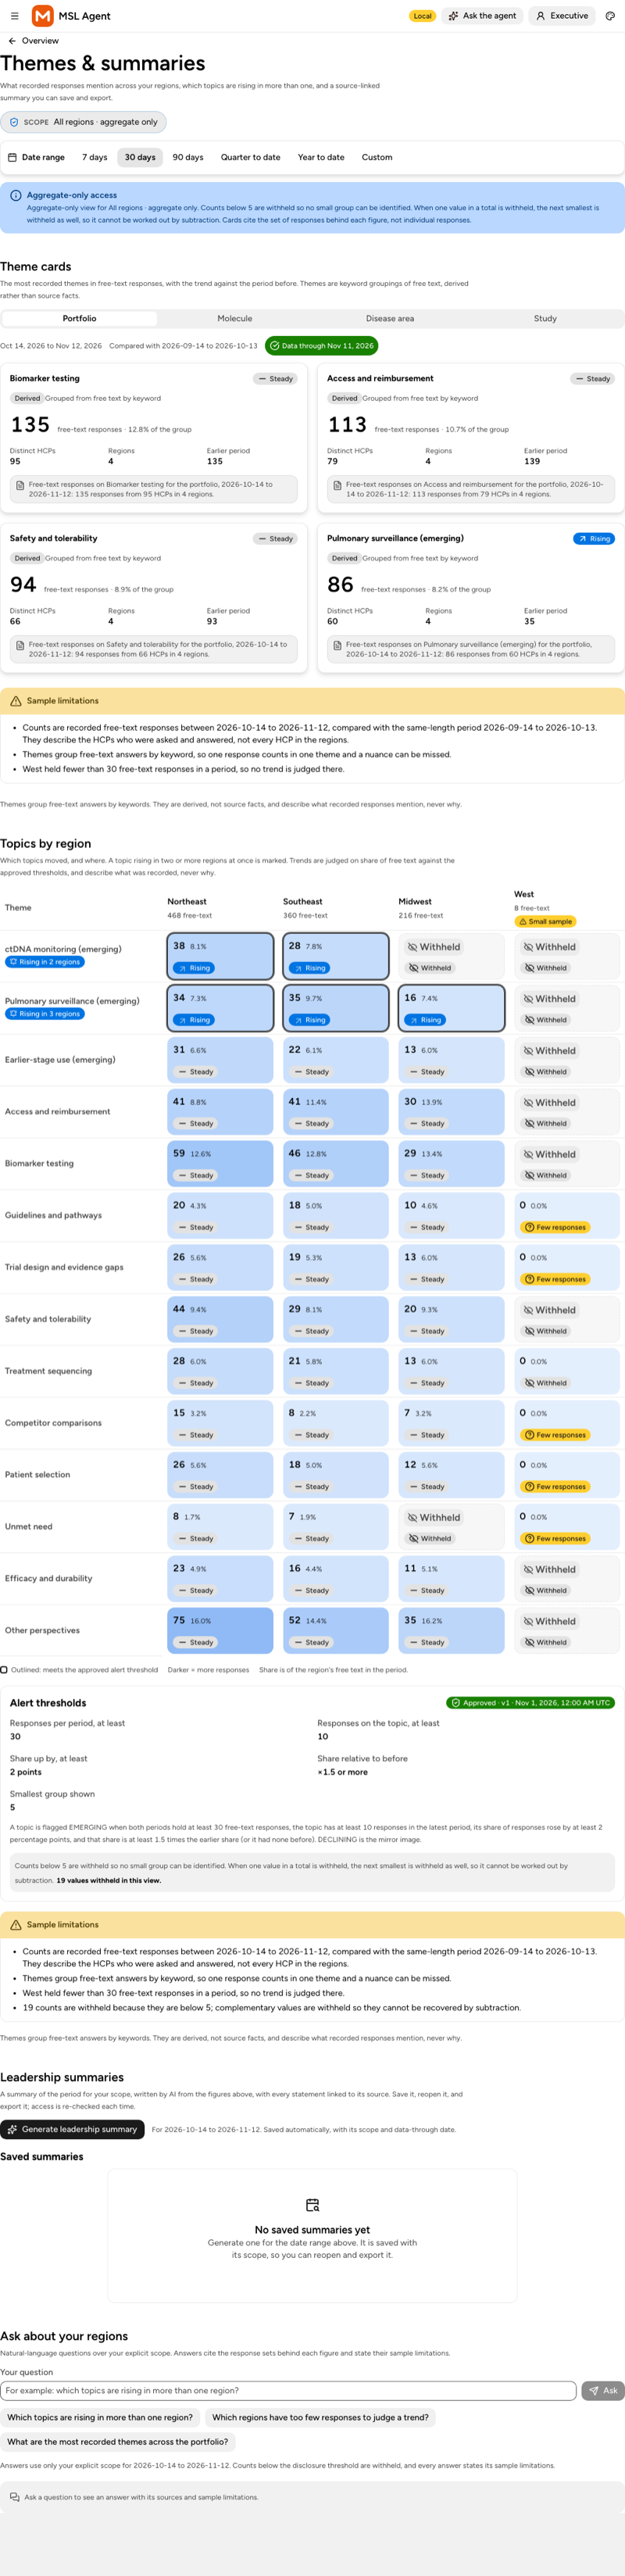 MSL Agent
Local
Ask the agent
Executive
Overview
Themes & summaries
What recorded responses mention across your regions, which topics are rising in more than one, and a source-linked
summary you can save and export.
SCOPE All regions · aggregate only
Date range 7 days 30 days 90 days Quarter to date Year to date Custom
Aggregate-only access
Aggregate-only view for All regions · aggregate only. Counts below 5 are withheld so no small group can be identified. When one value in a total is withheld, the next smallest is
withheld as well, so it cannot be worked out by subtraction. Cards cite the set of responses behind each figure, not individual responses.
Theme cards
The most recorded themes in free-text responses, with the trend against the period before. Themes are keyword groupings of free text, derived
rather than source facts.
Portfolio Molecule Disease area Study
Oct 14, 2026 to Nov 12, 2026 Compared with 2026-09-14 to 2026-10-13 Data through Nov 11, 2026
Biomarker testing Steady
Derived Grouped from free text by keyword
135 free-text responses · 12.8% of the group
Distinct HCPs Regions Earlier period
95 4 135
Free-text responses on Biomarker testing for the portfolio, 2026-10-14 to
2026-11-12: 135 responses from 95 HCPs in 4 regions.
Access and reimbursement Steady
Derived Grouped from free text by keyword
113 free-text responses · 10.7% of the group
Distinct HCPs Regions Earlier period
79 4 139
Free-text responses on Access and reimbursement for the portfolio, 2026-10-
14 to 2026-11-12: 113 responses from 79 HCPs in 4 regions.
Safety and tolerability Steady
Derived Grouped from free text by keyword
94 free-text responses · 8.9% of the group
Distinct HCPs Regions Earlier period
66 4 93
Free-text responses on Safety and tolerability for the portfolio, 2026-10-14 to
2026-11-12: 94 responses from 66 HCPs in 4 regions.
Pulmonary surveillance (emerging) Rising
Derived Grouped from free text by keyword
86 free-text responses · 8.2% of the group
Distinct HCPs Regions Earlier period
60 4 35
Free-text responses on Pulmonary surveillance (emerging) for the portfolio,
2026-10-14 to 2026-11-12: 86 responses from 60 HCPs in 4 regions.
Sample limitations
• Counts are recorded free-text responses between 2026-10-14 to 2026-11-12, compared with the same-length period 2026-09-14 to 2026-10-13.
They describe the HCPs who were asked and answered, not every HCP in the regions.
• Themes group free-text answers by keyword, so one response counts in one theme and a nuance can be missed.
• West held fewer than 30 free-text responses in a period, so no trend is judged there.
Themes group free-text answers by keywords. They are derived, not source facts, and describe what recorded responses mention, never why.
Topics by region
Which topics moved, and where. A topic rising in two or more regions at once is marked. Trends are judged on share of free text against the
approved thresholds, and describe what was recorded, never why.
Theme Northeast Southeast Midwest West
468 free-text 360 free-text 216 free-text 8 free-text
Small sample
ctDNA monitoring (emerging) 38 8.1% 28 7.8% Withheld Withheld
Rising in 2 regions Rising Rising Withheld Withheld
Pulmonary surveillance (emerging) 34 7.3% 35 9.7% 16 7.4% Withheld
Rising in 3 regions Rising Rising Rising Withheld
Earlier-stage use (emerging) 31 6.6% 22 6.1% 13 6.0% Withheld
Steady Steady Steady Withheld
Access and reimbursement 41 8.8% 41 11.4% 30 13.9% Withheld
Steady Steady Steady Withheld
Biomarker testing 59 12.6% 46 12.8% 29 13.4% Withheld
Steady Steady Steady Withheld
Guidelines and pathways 20 4.3% 18 5.0% 10 4.6% 0 0.0%
Steady Steady Steady Few responses
Trial design and evidence gaps 26 5.6% 19 5.3% 13 6.0% 0 0.0%
Steady Steady Steady Few responses
Safety and tolerability 44 9.4% 29 8.1% 20 9.3% Withheld
Steady Steady Steady Withheld
Treatment sequencing 28 6.0% 21 5.8% 13 6.0% 0 0.0%
Steady Steady Steady Withheld
Competitor comparisons 15 3.2% 8 2.2% 7 3.2% 0 0.0%
Steady Steady Steady Few responses
Patient selection 26 5.6% 18 5.0% 12 5.6% 0 0.0%
Steady Steady Steady Few responses
Unmet need 8 1.7% 7 1.9% Withheld 0 0.0%
Steady Steady Withheld Few responses
Efficacy and durability 23 4.9% 16 4.4% 11 5.1% Withheld
Steady Steady Steady Withheld
Other perspectives 75 16.0% 52 14.4% 35 16.2% Withheld
Steady Steady Steady Withheld
Outlined: meets the approved alert threshold Darker = more responses Share is of the region's free text in the period.
Alert thresholds Approved · v1 · Nov 1, 2026, 12:00 AM UTC
Responses per period, at least Responses on the topic, at least
30 10
Share up by, at least Share relative to before
2 points ×1.5 or more
Smallest group shown
5
A topic is flagged EMERGING when both periods hold at least 30 free-text responses, the topic has at least 10 responses in the latest period, its share of responses rose by at least 2
percentage points, and that share is at least 1.5 times the earlier share (or it had none before). DECLINING is the mirror image.
Counts below 5 are withheld so no small group can be identified. When one value in a total is withheld, the next smallest is withheld as well, so it cannot be worked out by
subtraction. 19 values withheld in this view.
Sample limitations
• Counts are recorded free-text responses between 2026-10-14 to 2026-11-12, compared with the same-length period 2026-09-14 to 2026-10-13.
They describe the HCPs who were asked and answered, not every HCP in the regions.
• Themes group free-text answers by keyword, so one response counts in one theme and a nuance can be missed.
• West held fewer than 30 free-text responses in a period, so no trend is judged there.
• 19 counts are withheld because they are below 5; complementary values are withheld so they cannot be recovered by subtraction.
Themes group free-text answers by keywords. They are derived, not source facts, and describe what recorded responses mention, never why.
Leadership summaries
A summary of the period for your scope, written by AI from the figures above, with every statement linked to its source. Save it, reopen it, and
export it; access is re-checked each time.
Generate leadership summary For 2026-10-14 to 2026-11-12. Saved automatically, with its scope and data-through date.
Saved summaries
No saved summaries yet
Generate one for the date range above. It is saved with
its scope, so you can reopen and export it.
Ask about your regions
Natural-language questions over your explicit scope. Answers cite the response sets behind each figure and state their sample limitations.
Your question
For example: which topics are rising in more than one region? Ask
Which topics are rising in more than one region? Which regions have too few responses to judge a trend?
What are the most recorded themes across the portfolio?
Answers use only your explicit scope for 2026-10-14 to 2026-11-12. Counts below the disclosure threshold are withheld, and every answer states its sample limitations.
Ask a question to see an answer with its sources and sample limitations.